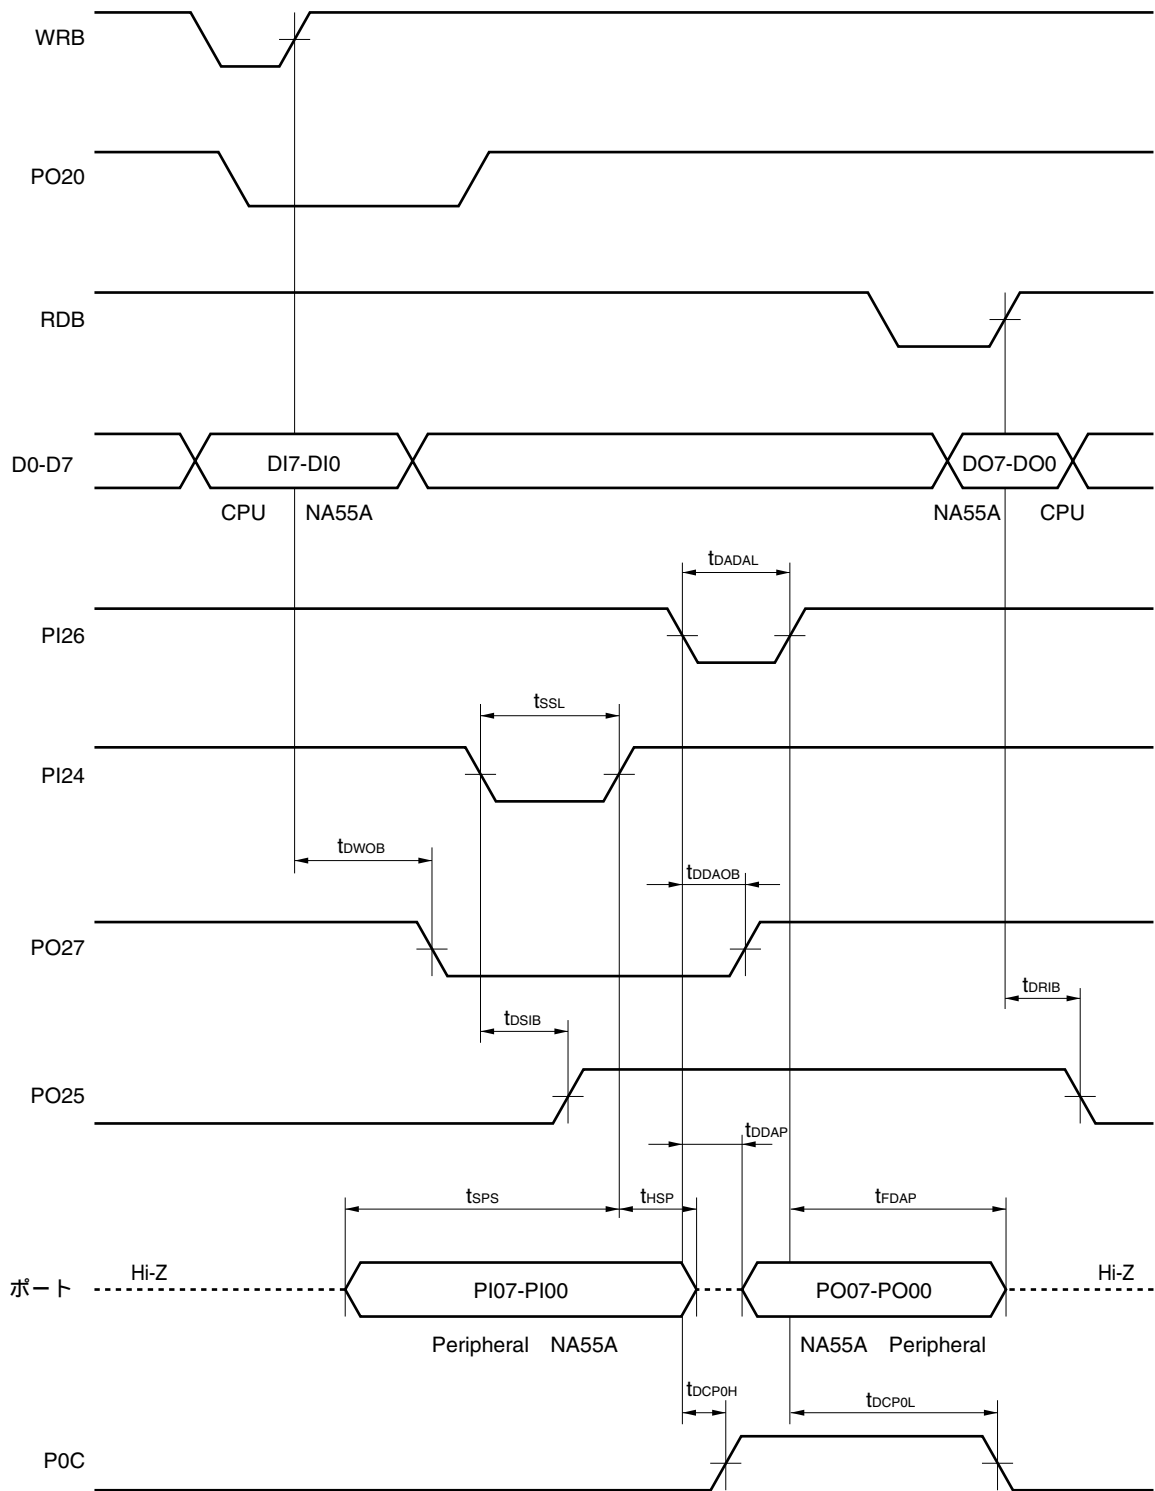 WRB
PO20
RDB
D0-D7 DI7-DI0 DO7-DO0
CPU NA55A NA55A CPU
tDADAL
PI26
tSSL
PI24
tDWOB
tDDAOB
PO27
tDRIB
tDSIB
PO25
tDDAP
tSPS tHSP tFDAP
Hi-Z Hi-Z
ポート PI07-PI00 PO07-PO00
Peripheral NA55A NA55A Peripheral
tDCP0H tDCP0L
P0C